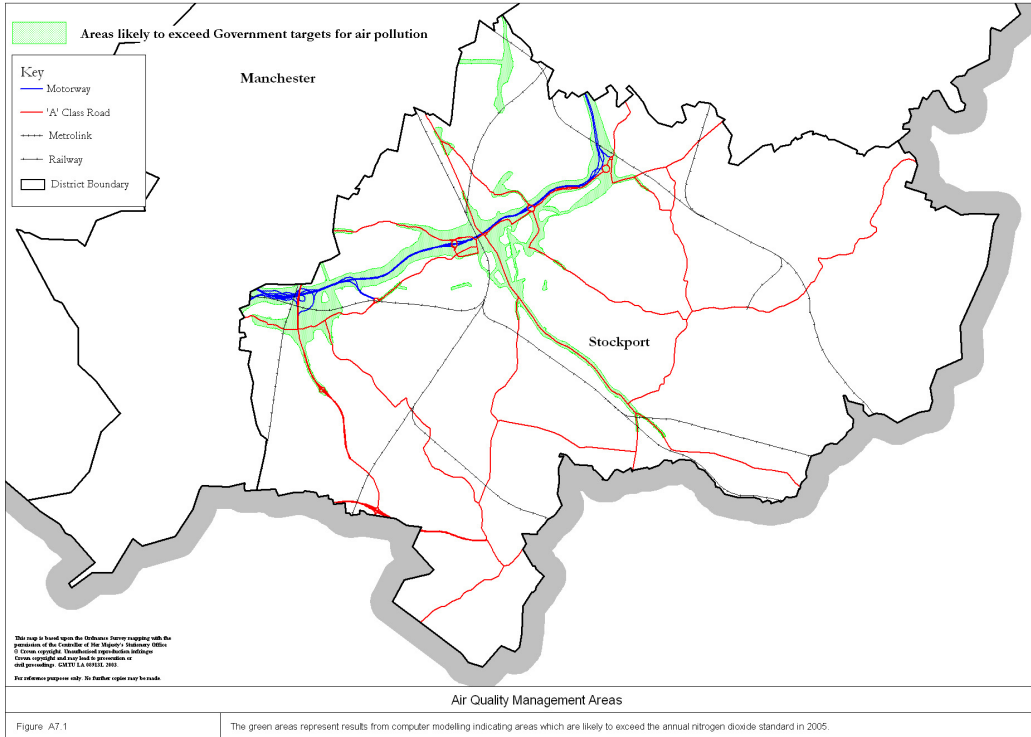 Areas likely to exceed Government targets for air pollution
Key
Motorway
'A' Class Road
Metrolink
Railway
District Boundary
Manchester
Stockport
This map is based upon the Ordnance Survey mapping with the
permission of the Controller of Her Majesty's Stationery Office
© Crown copyright. Unauthorised reproduction infringes
Crown copyright and may lead to prosecution or
civil proceedings. GMTU LA 089131. 2003.
For reference purposes only. No further copies may be made.
Air Quality Management Areas
Figure A7.1
The green areas represent results from computer modelling indicating areas which are likely to exceed the annual nitrogen dioxide standard in 2005.